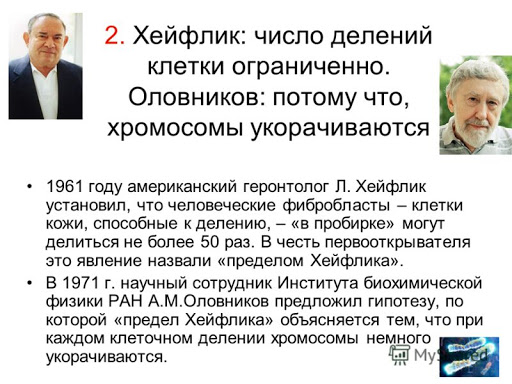 2. Хейфлик: число делений
клетки ограниченно.
Оловников: потому что,
хромосомы укорачиваются
• 1961 году американский геронтолог Л. Хейфлик
установил, что человеческие фибробласты – клетки
кожи, способные к делению, – «в пробирке» могут
делиться не более 50 раз. В честь первооткрывателя
это явление назвали «пределом Хейфлика».
• В 1971 г. научный сотрудник Института биохимической
физики РАН А.М.Оловников предложил гипотезу, по
которой «предел Хейфлика» объясняется тем, что при
каждом клеточном делении хромосомы немного
укорачиваются.
MyShared